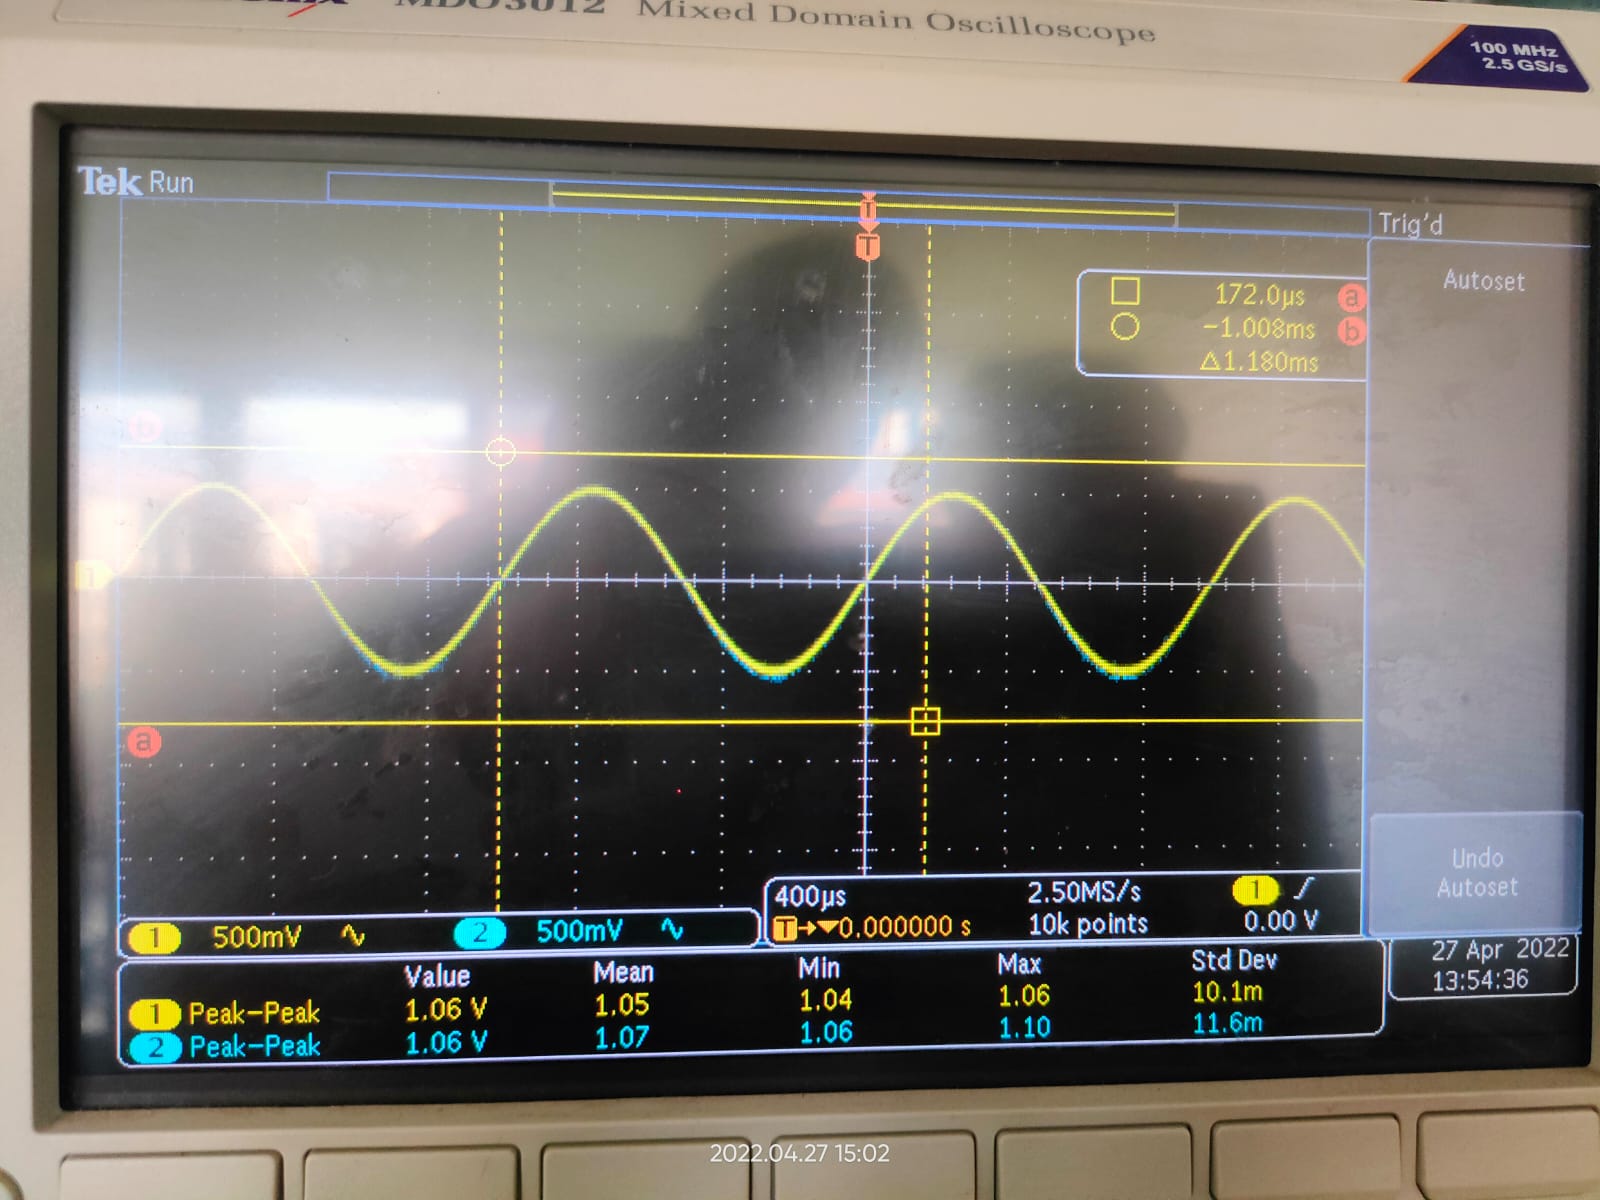 MDO3012 Mixed Domain Oscilloscope
100 MHz
2.5 GS/s
Tek Run
Trig'd
T
T
Autoset
172.0µs a
-1.008ms b
Δ1.180ms
b
1
a
Undo
Autoset
1 500mV 2 500mV
400µs 2.50MS/s 1
T→▼0.000000 s 10k points 0.00 V
Value Mean Min Max Std Dev
1 Peak-Peak 1.06 V 1.05 1.04 1.06 10.1m
2 Peak-Peak 1.06 V 1.07 1.06 1.10 11.6m
27 Apr 2022
13:54:36
2022.04.27 15:02